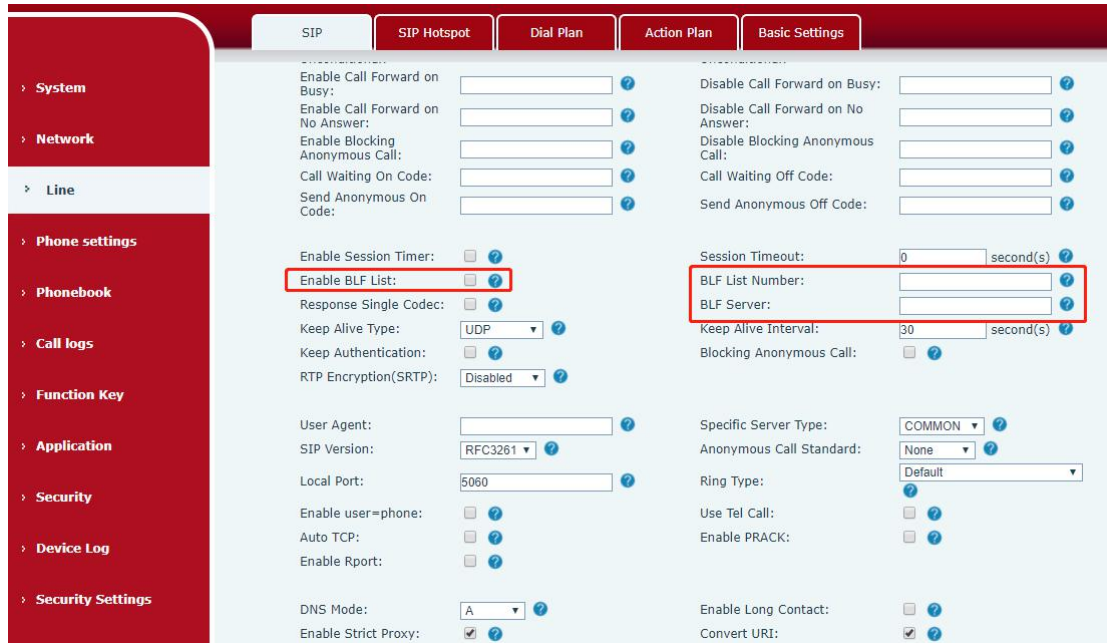 SIP
SIP Hotspot
Dial Plan
Action Plan
Basic Settings
› System
› Network
› Line
› Phone settings
› Phonebook
› Call logs
› Function Key
› Application
› Security
› Device Log
› Security Settings
Enable Call Forward on
Busy:
Disable Call Forward on Busy:
Enable Call Forward on
No Answer:
Disable Call Forward on No
Answer:
Enable Blocking
Anonymous Call:
Disable Blocking Anonymous
Call:
Call Waiting On Code:
Call Waiting Off Code:
Send Anonymous On
Code:
Send Anonymous Off Code:
Enable Session Timer:
Session Timeout: 0 second(s)
Enable BLF List:
BLF List Number:
Response Single Codec:
BLF Server:
Keep Alive Type: UDP
Keep Alive Interval: 30 second(s)
Keep Authentication:
Blocking Anonymous Call:
RTP Encryption(SRTP): Disabled
User Agent:
Specific Server Type: COMMON
SIP Version: RFC3261
Anonymous Call Standard: None
Local Port: 5060
Ring Type: Default
Enable user=phone:
Use Tel Call:
Auto TCP:
Enable PRACK:
Enable Rport:
DNS Mode: A
Enable Long Contact:
Enable Strict Proxy:
Convert URI: